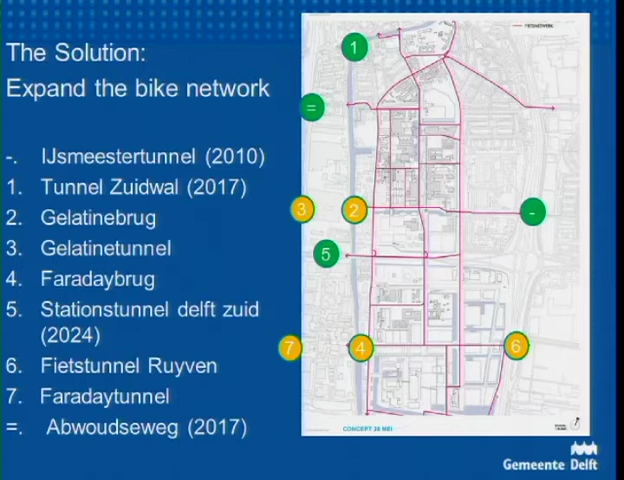 The Solution:
Expand the bike network
-. IJsmeestertunnel (2010)
1. Tunnel Zuidwal (2017)
2. Gelatinebrug
3. Gelatinetunnel
4. Faradaybrug
5. Stationstunnel delft zuid
(2024)
6. Fietstunnel Ruyven
7. Faradaytunnel
=. Abwoudseweg (2017)
FIETSNETWERK
1
=
3
2
-
5
7
4
6
CONCEPT 28 MEI
Gemeente Delft